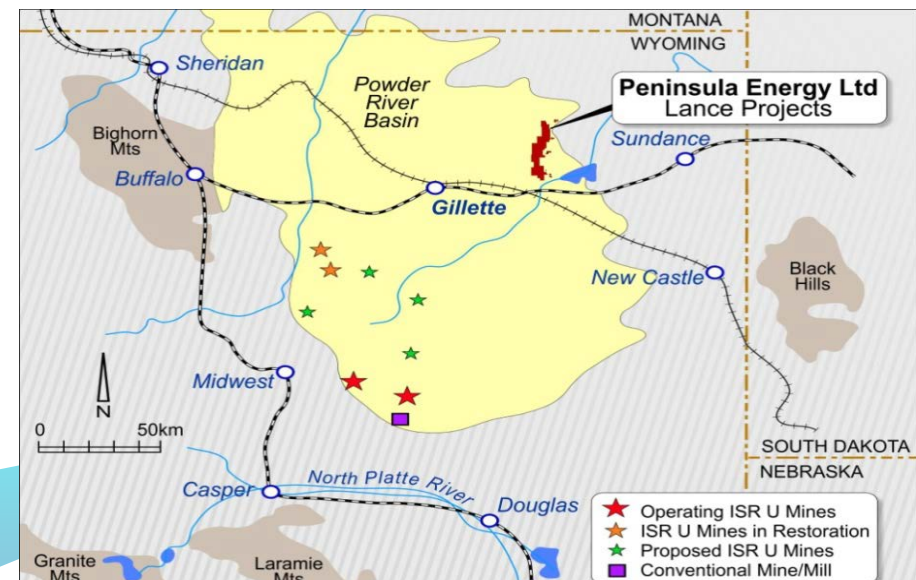 MONTANA
WYOMING
Sheridan
Powder
River
Basin
Peninsula Energy Ltd
Lance Projects
Bighorn
Mts
Sundance
Buffalo
Gillette
New Castle
Black
Hills
Midwest
N
0 50km
SOUTH DAKOTA
NEBRASKA
Casper
North Platte River
Douglas
Operating ISR U Mines
ISR U Mines in Restoration
Proposed ISR U Mines
Conventional Mine/Mill
Granite
Mts
Laramie
Mts